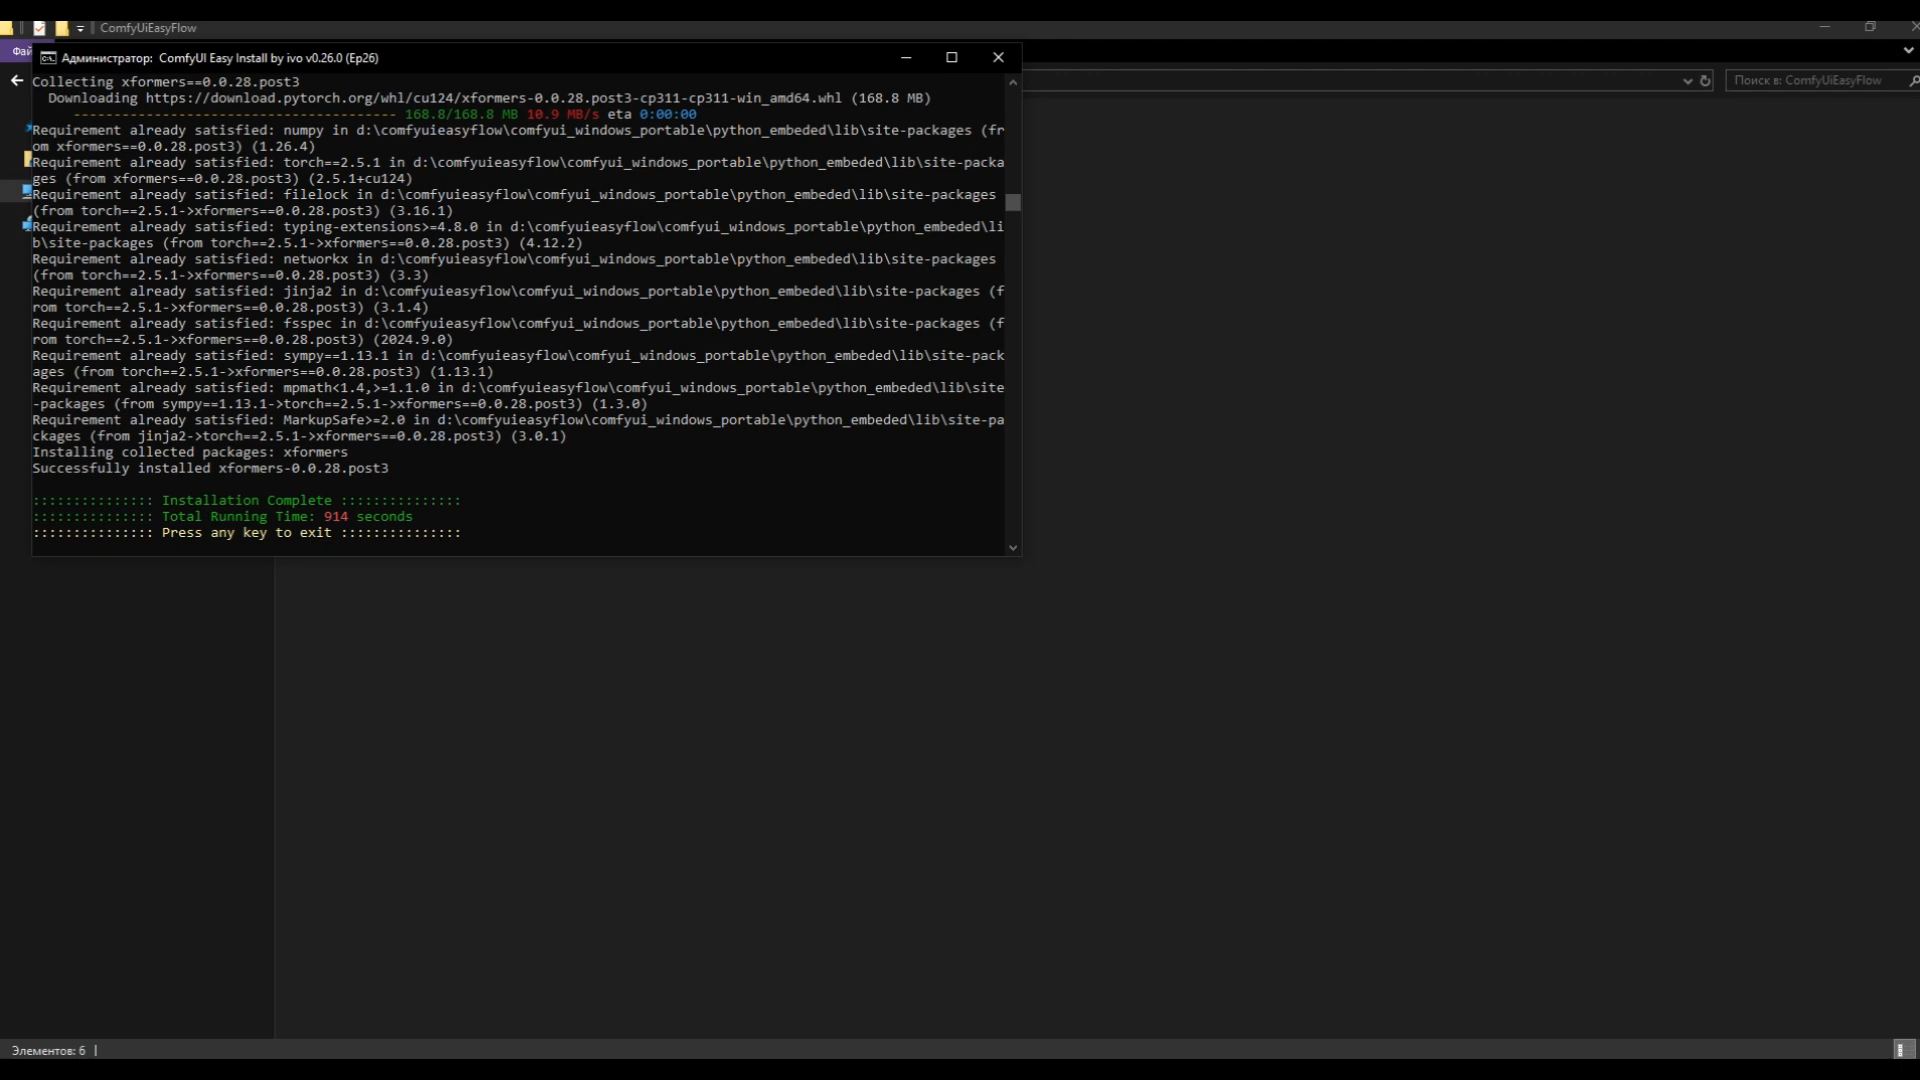 ComfyUiEasyFlow
Фай
Администратор: ComfyUI Easy Install by ivo v0.26.0 (Ep26)
Поиск в: ComfyUiEasyFlow
Collecting xformers==0.0.28.post3
Downloading https://download.pytorch.org/whl/cu124/xformers-0.0.28.post3-cp311-cp311-win_amd64.whl (168.8 MB)
---------------------------------------- 168.8/168.8 MB 10.9 MB/s eta 0:00:00
Requirement already satisfied: numpy in d:\comfyuieasyflow\comfyui_windows_portable\python_embeded\lib\site-packages (fr
om xformers==0.0.28.post3) (1.26.4)
Requirement already satisfied: torch==2.5.1 in d:\comfyuieasyflow\comfyui_windows_portable\python_embeded\lib\site-packa
ges (from xformers==0.0.28.post3) (2.5.1+cu124)
Requirement already satisfied: filelock in d:\comfyuieasyflow\comfyui_windows_portable\python_embeded\lib\site-packages
(from torch==2.5.1->xformers==0.0.28.post3) (3.16.1)
Requirement already satisfied: typing-extensions>=4.8.0 in d:\comfyuieasyflow\comfyui_windows_portable\python_embeded\li
b\site-packages (from torch==2.5.1->xformers==0.0.28.post3) (4.12.2)
Requirement already satisfied: networkx in d:\comfyuieasyflow\comfyui_windows_portable\python_embeded\lib\site-packages
(from torch==2.5.1->xformers==0.0.28.post3) (3.3)
Requirement already satisfied: jinja2 in d:\comfyuieasyflow\comfyui_windows_portable\python_embeded\lib\site-packages (f
rom torch==2.5.1->xformers==0.0.28.post3) (3.1.4)
Requirement already satisfied: fsspec in d:\comfyuieasyflow\comfyui_windows_portable\python_embeded\lib\site-packages (f
rom torch==2.5.1->xformers==0.0.28.post3) (2024.9.0)
Requirement already satisfied: sympy==1.13.1 in d:\comfyuieasyflow\comfyui_windows_portable\python_embeded\lib\site-pack
ages (from torch==2.5.1->xformers==0.0.28.post3) (1.13.1)
Requirement already satisfied: mpmath<1.4,>=1.1.0 in d:\comfyuieasyflow\comfyui_windows_portable\python_embeded\lib\site
-packages (from sympy==1.13.1->torch==2.5.1->xformers==0.0.28.post3) (1.3.0)
Requirement already satisfied: MarkupSafe>=2.0 in d:\comfyuieasyflow\comfyui_windows_portable\python_embeded\lib\site-pa
ckages (from jinja2->torch==2.5.1->xformers==0.0.28.post3) (3.0.1)
Installing collected packages: xformers
Successfully installed xformers-0.0.28.post3
::::::::::::::: Installation Complete :::::::::::::::
::::::::::::::: Total Running Time: 914 seconds
::::::::::::::: Press any key to exit :::::::::::::::
Элементов: 6